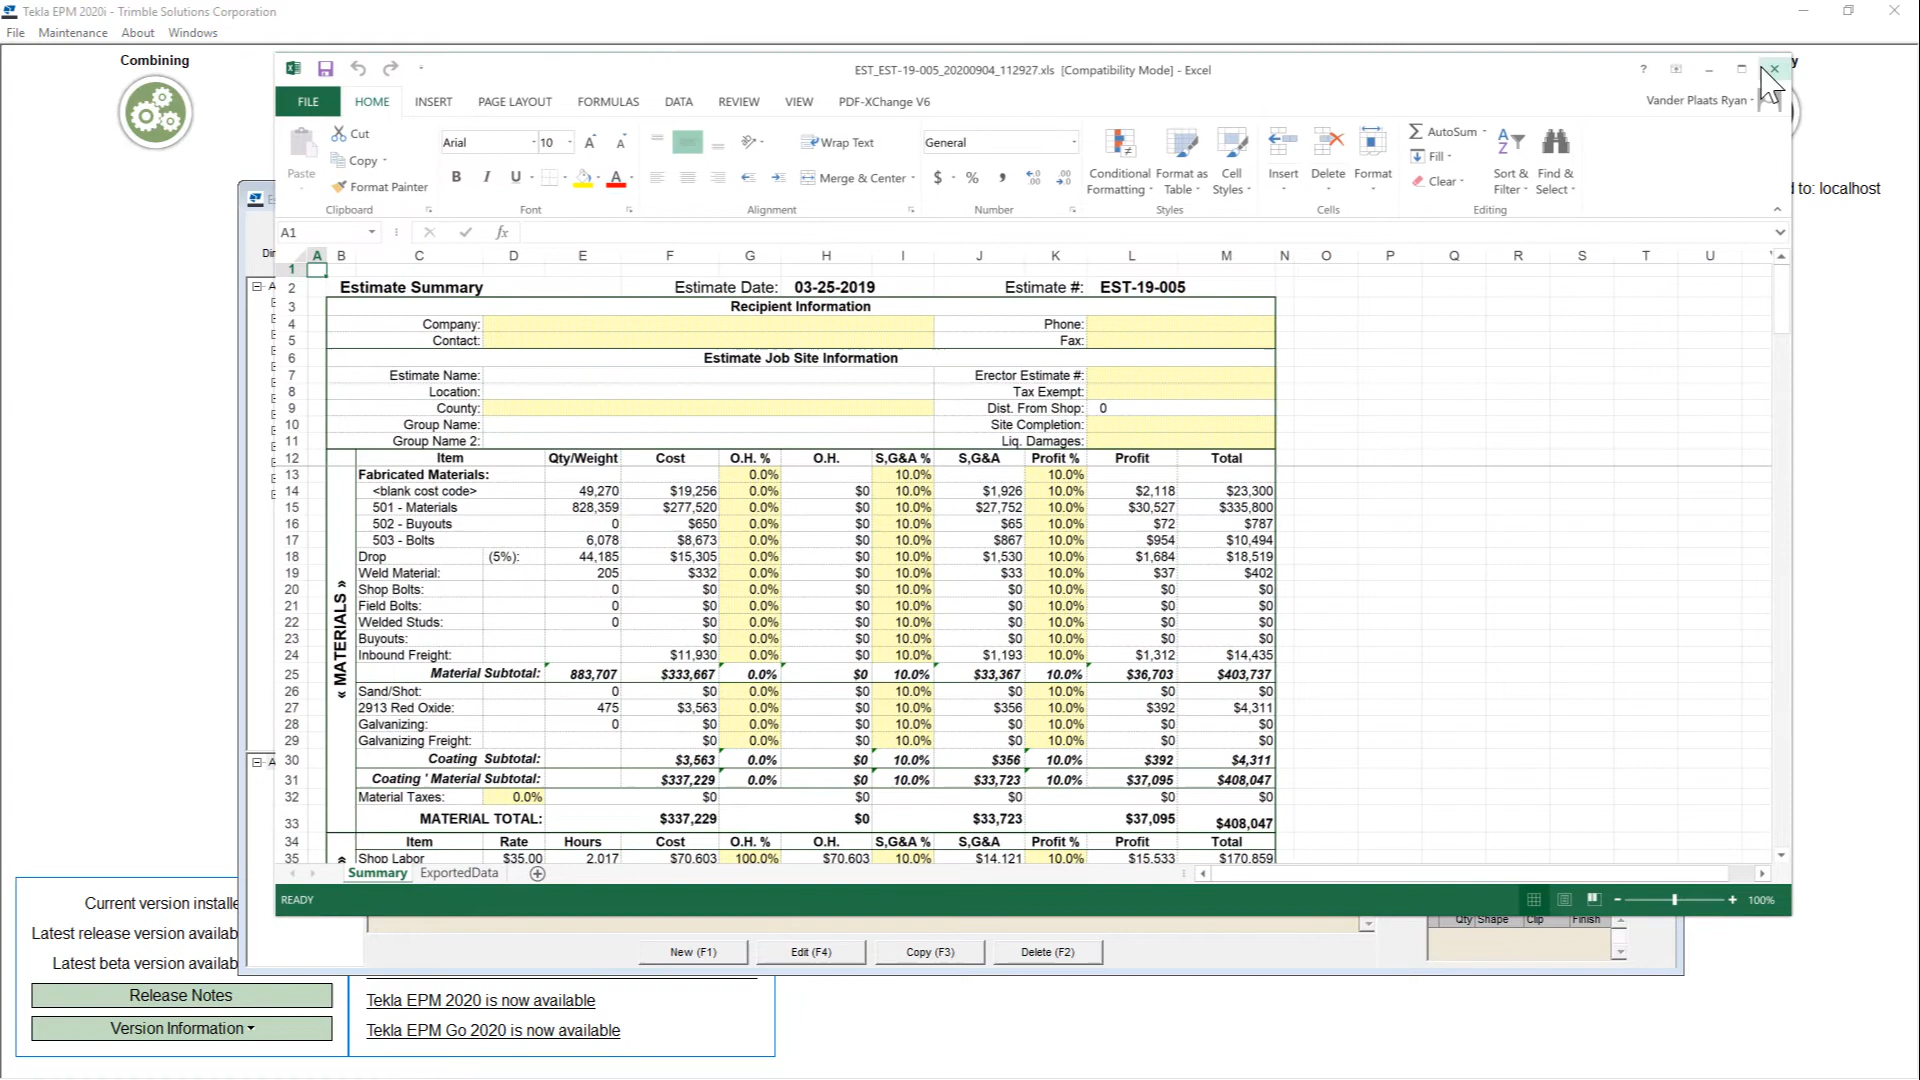 Tekla EPM 2020i - Trimble Solutions Corporation
File Maintenance About Windows
Combining
EST_EST-19-005_20200904_112927.xls [Compatibility Mode] - Excel
FILE HOME INSERT PAGE LAYOUT FORMULAS DATA REVIEW VIEW PDF-XChange V6
Vander Plaats Ryan
Paste Cut Copy Format Painter
Clipboard
Arial 10
B I U A
Font
Wrap Text
Merge & Center
Alignment
General
$ % ,
Number
Conditional Formatting Format as Table Cell Styles
Styles
Insert Delete Format
Cells
AutoSum Fill Clear Sort & Filter Find & Select
Editing
d to: localhost
A1 fx
A B C D E F G H I J K L M N O P Q R S T U
1
2 Estimate Summary Estimate Date: 03-25-2019 Estimate #: EST-19-005
3 Recipient Information
4 Company: Phone:
5 Contact: Fax:
6 Estimate Job Site Information
7 Estimate Name: Erector Estimate #:
8 Location: Tax Exempt:
9 County: Dist. From Shop: 0
10 Group Name: Site Completion:
11 Group Name 2: Liq. Damages:
12 Item Qty/Weight Cost O.H. % O.H. S,G&A % S,G&A Profit % Profit Total
13 Fabricated Materials: 0.0% 10.0% 10.0%
14 <blank cost code> 49,270 $19,256 0.0% $0 10.0% $1,926 10.0% $2,118 $23,300
15 501 - Materials 828,359 $277,520 0.0% $0 10.0% $27,752 10.0% $30,527 $335,800
16 502 - Buyouts 0 $650 0.0% $0 10.0% $65 10.0% $72 $787
17 503 - Bolts 6,078 $8,673 0.0% $0 10.0% $867 10.0% $954 $10,494
18 Drop (5%): 44,185 $15,305 0.0% $0 10.0% $1,530 10.0% $1,684 $18,519
19 Weld Material: 205 $332 0.0% $0 10.0% $33 10.0% $37 $402
20 Shop Bolts: 0 $0 0.0% $0 10.0% $0 10.0% $0 $0
21 Field Bolts: 0 $0 0.0% $0 10.0% $0 10.0% $0 $0
22 Welded Studs: 0 $0 0.0% $0 10.0% $0 10.0% $0 $0
23 Buyouts: $0 0.0% $0 10.0% $0 10.0% $0 $0
24 Inbound Freight: $11,930 0.0% $0 10.0% $1,193 10.0% $1,312 $14,435
25 Material Subtotal: 883,707 $333,667 0.0% $0 10.0% $33,367 10.0% $36,703 $403,737
26 Sand/Shot: 0 $0 0.0% $0 10.0% $0 10.0% $0 $0
27 2913 Red Oxide: 475 $3,563 0.0% $0 10.0% $356 10.0% $392 $4,311
28 Galvanizing: 0 $0 0.0% $0 10.0% $0 10.0% $0 $0
29 Galvanizing Freight: $0 0.0% $0 10.0% $0 10.0% $0 $0
30 Coating Subtotal: $3,563 0.0% $0 10.0% $356 10.0% $392 $4,311
31 Coating ' Material Subtotal: $337,229 0.0% $0 10.0% $33,723 10.0% $37,095 $408,047
32 Material Taxes: 0.0% $0 $0 $0 $0 $0
33 MATERIAL TOTAL: $337,229 $0 $33,723 $37,095 $408,047
34 Item Rate Hours Cost O.H. % O.H. S,G&A % S,G&A Profit % Profit Total
35 Shop Labor $35.00 2,017 $70,603 100.0% $70,603 10.0% $14,121 10.0% $15,533 $170,859
« MATERIALS »
Summary ExportedData
READY 100%
Qty Shape Clip Finish
New (F1) Edit (F4) Copy (F3) Delete (F2)
Current version installe
Latest release version availab
Latest beta version availab
Release Notes
Version Information
Tekla EPM 2020 is now available
Tekla EPM Go 2020 is now available